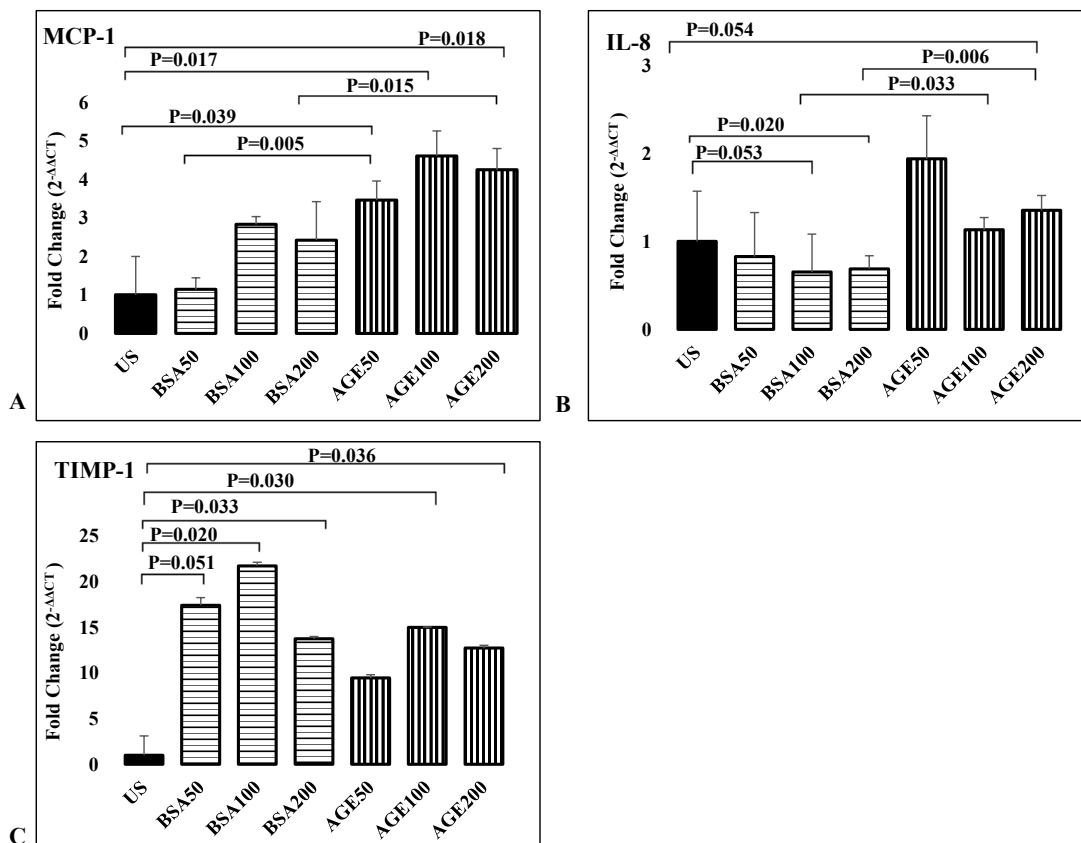 MCP-1
P=0.018
P=0.017
P=0.015
P=0.039
P=0.005
Fold Change (2-ΔΔCT)
6
5
4
3
2
1
0
US
BSA50
BSA100
BSA200
AGE50
AGE100
AGE200
A
IL-8
P=0.054
P=0.006
P=0.033
P=0.020
P=0.053
Fold Change (2-ΔΔCT)
3
2
1
0
US
BSA50
BSA100
BSA200
AGE50
AGE100
AGE200
B
TIMP-1
P=0.036
P=0.030
P=0.033
P=0.020
P=0.051
Fold Change (2-ΔΔCT)
25
20
15
10
5
0
US
BSA50
BSA100
BSA200
AGE50
AGE100
AGE200
C